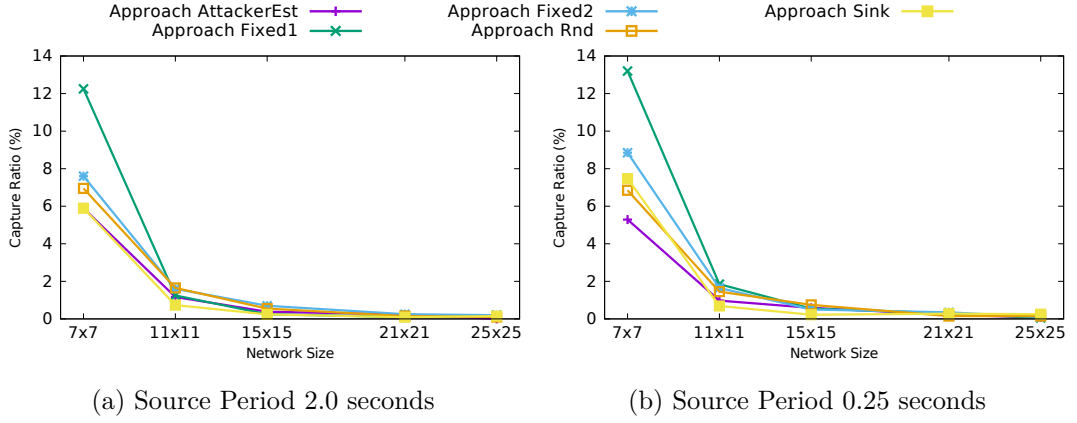 Approach AttackerEst
Approach Fixed1
Approach Fixed2
Approach Rnd
Approach Sink
14
12
10
8
6
4
2
0
Capture Ratio (%)
7x7 11x11 15x15 21x21 25x25
Network Size
(a) Source Period 2.0 seconds
14
12
10
8
6
4
2
0
Capture Ratio (%)
7x7 11x11 15x15 21x21 25x25
Network Size
(b) Source Period 0.25 seconds